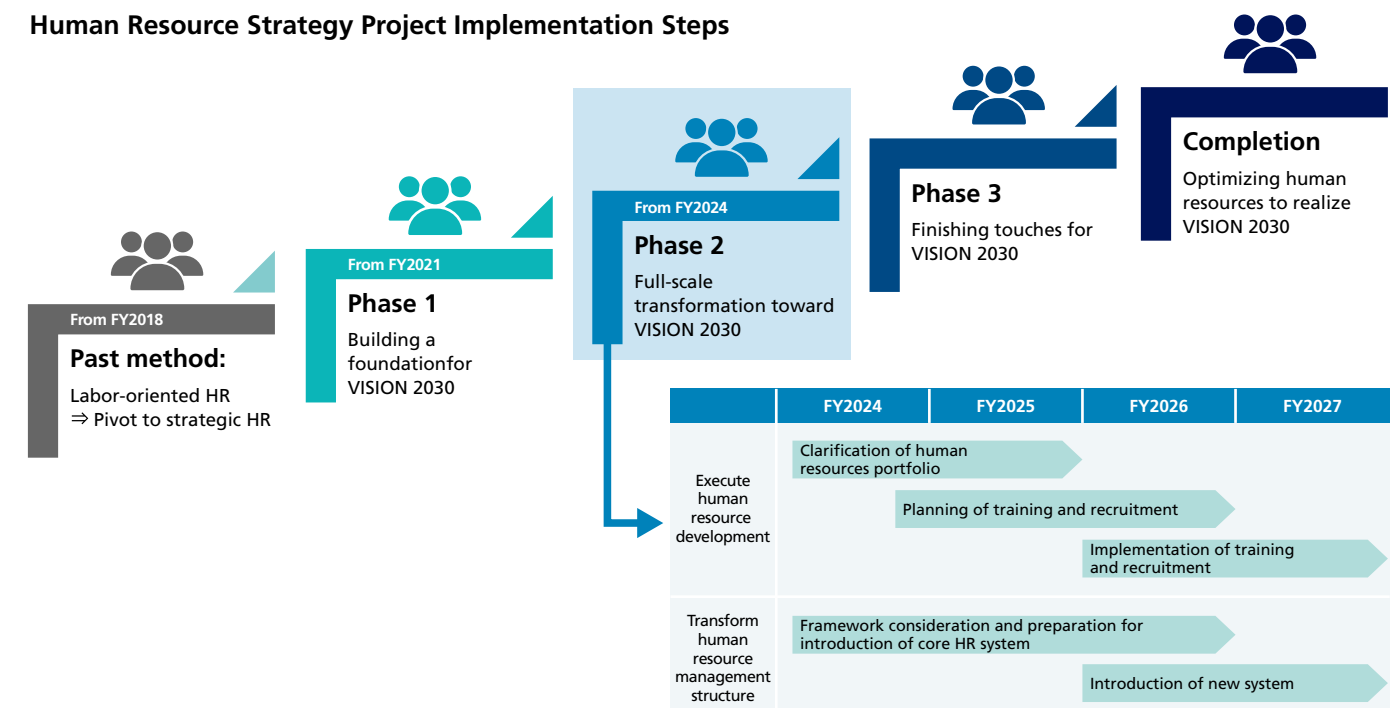 Human Resource Strategy Project Implementation Steps
From FY2018
Past method:
Labor-oriented HR
⇒ Pivot to strategic HR
From FY2021
Phase 1
Building a
foundationfor
VISION 2030
From FY2024
Phase 2
Full-scale
transformation toward
VISION 2030
Phase 3
Finishing touches for
VISION 2030
Completion
Optimizing human
resources to realize
VISION 2030
FY2024
FY2025
FY2026
FY2027
Execute
human
resource
development
Clarification of human
resources portfolio
Planning of training and recruitment
Implementation of training
and recruitment
Transform
human
resource
management
structure
Framework consideration and preparation for
introduction of core HR system
Introduction of new system